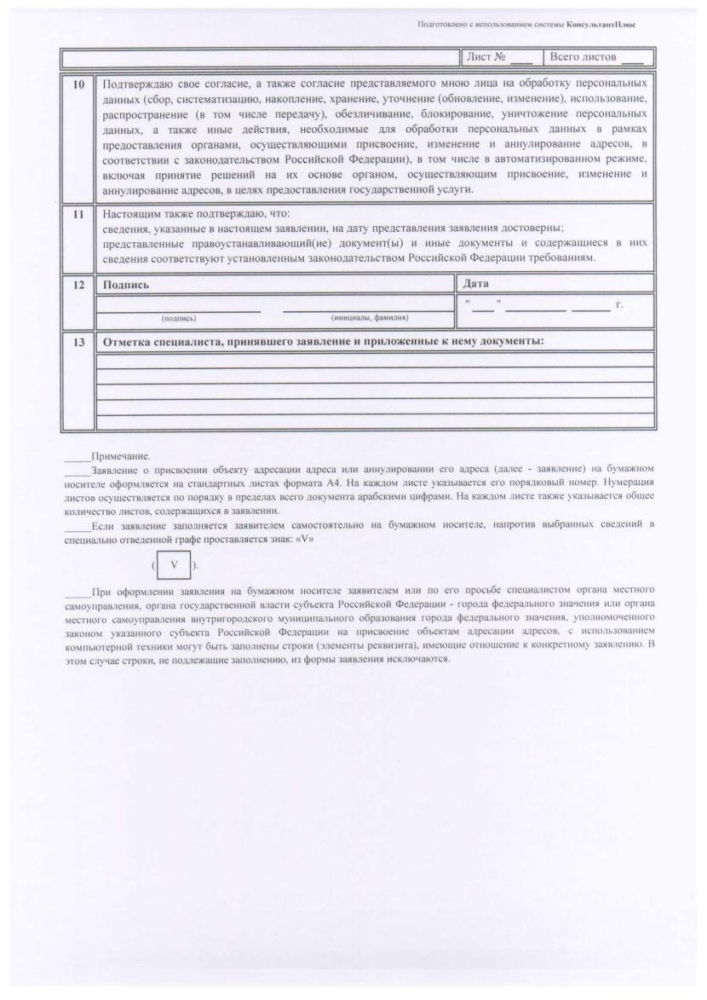 Подготовлено с использованием системы КонсультантПлюс
Лист № ____ Всего листов ____
10 Подтверждаю свое согласие, а также согласие представляемого мною лица на обработку персональных
данных (сбор, систематизацию, накопление, хранение, уточнение (обновление, изменение), использование,
распространение (в том числе передачу), обезличивание, блокирование, уничтожение персональных
данных, а также иные действия, необходимые для обработки персональных данных в рамках
предоставления органами, осуществляющими присвоение, изменение и аннулирование адресов, в
соответствии с законодательством Российской Федерации), в том числе в автоматизированном режиме,
включая принятие решений на их основе органом, осуществляющим присвоение, изменение и
аннулирование адресов, в целях предоставления государственной услуги.
11 Настоящим также подтверждаю, что:
сведения, указанные в настоящем заявлении, на дату представления заявления достоверны;
представленные правоустанавливающий(ие) документ(ы) и иные документы и содержащиеся в них
сведения соответствуют установленным законодательством Российской Федерации требованиям.
12 Подпись Дата
" ___ " __________ ______ г.
(подпись) (инициалы, фамилия)
13 Отметка специалиста, принявшего заявление и приложенные к нему документы:
_____Примечание.
_____Заявление о присвоении объекту адресации адреса или аннулировании его адреса (далее - заявление) на бумажном
носителе оформляется на стандартных листах формата А4. На каждом листе указывается его порядковый номер. Нумерация
листов осуществляется по порядку в пределах всего документа арабскими цифрами. На каждом листе также указывается общее
количество листов, содержащихся в заявлении.
_____Если заявление заполняется заявителем самостоятельно на бумажном носителе, напротив выбранных сведений в
специально отведенной графе проставляется знак: «V»
( V ).
_____При оформлении заявления на бумажном носителе заявителем или по его просьбе специалистом органа местного
самоуправления, органа государственной власти субъекта Российской Федерации - города федерального значения или органа
местного самоуправления внутригородского муниципального образования города федерального значения, уполномоченного
законом указанного субъекта Российской Федерации на присвоение объектам адресации адресов, с использованием
компьютерной техники могут быть заполнены строки (элементы реквизита), имеющие отношение к конкретному заявлению. В
этом случае строки, не подлежащие заполнению, из формы заявления исключаются.